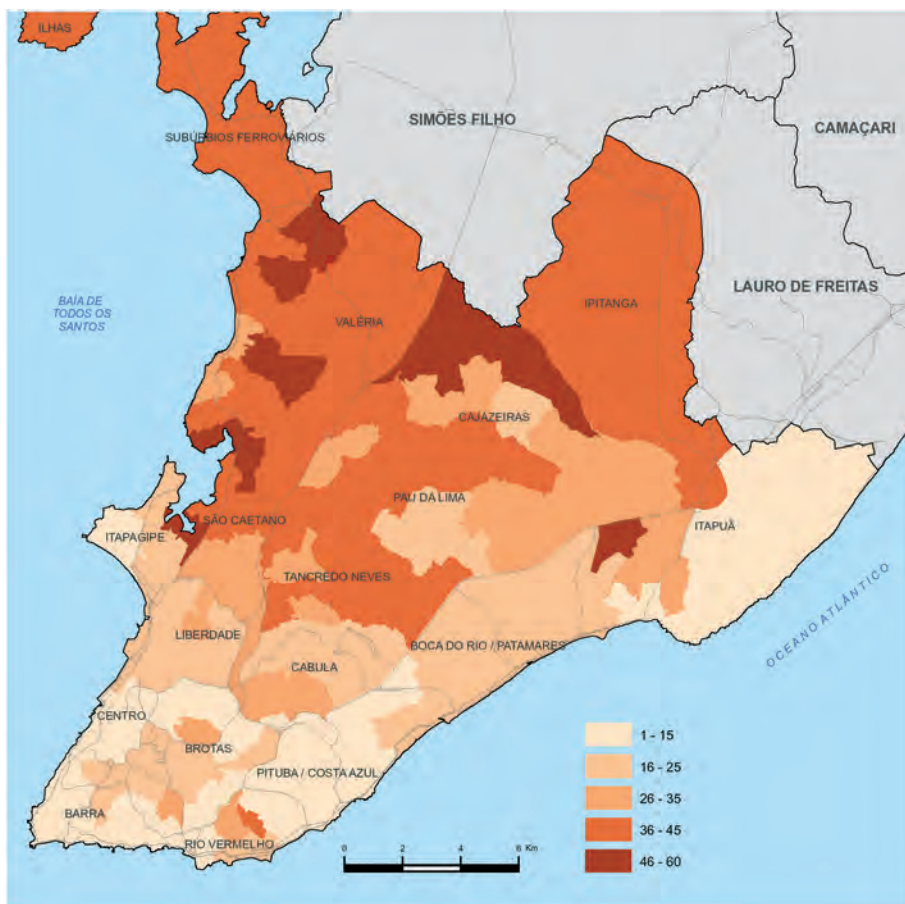 ILHAS
SUBÚRBIOS FERROVIÁRIOS
SIMÕES FILHO
CAMAÇARI
LAURO DE FREITAS
IPITANGA
BAÍA DE
TODOS OS
SANTOS
VALÉRIA
CAJAZEIRAS
PAU DA LIMA
SÃO CAETANO
ITAPAGIPE
ITAPUÃ
TANCREDO NEVES
OCEANO ATLÂNTICO
LIBERDADE
BOCA DO RIO / PATAMARES
CABULA
CENTRO
BROTAS
PITUBA / COSTA AZUL
BARRA
RIO VERMELHO
1 - 15
16 - 25
26 - 35
36 - 45
46 - 60
0 2 4 6 Km